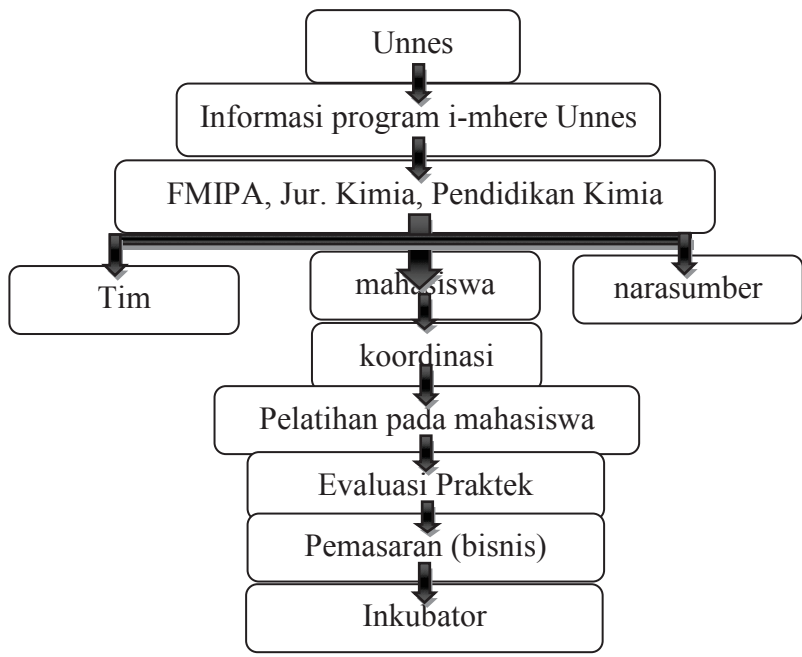 Unnes
Informasi program i-mhere Unnes
FMIPA, Jur. Kimia, Pendidikan Kimia
Tim
mahasiswa
narasumber
koordinasi
Pelatihan pada mahasiswa
Evaluasi Praktek
Pemasaran (bisnis)
Inkubator